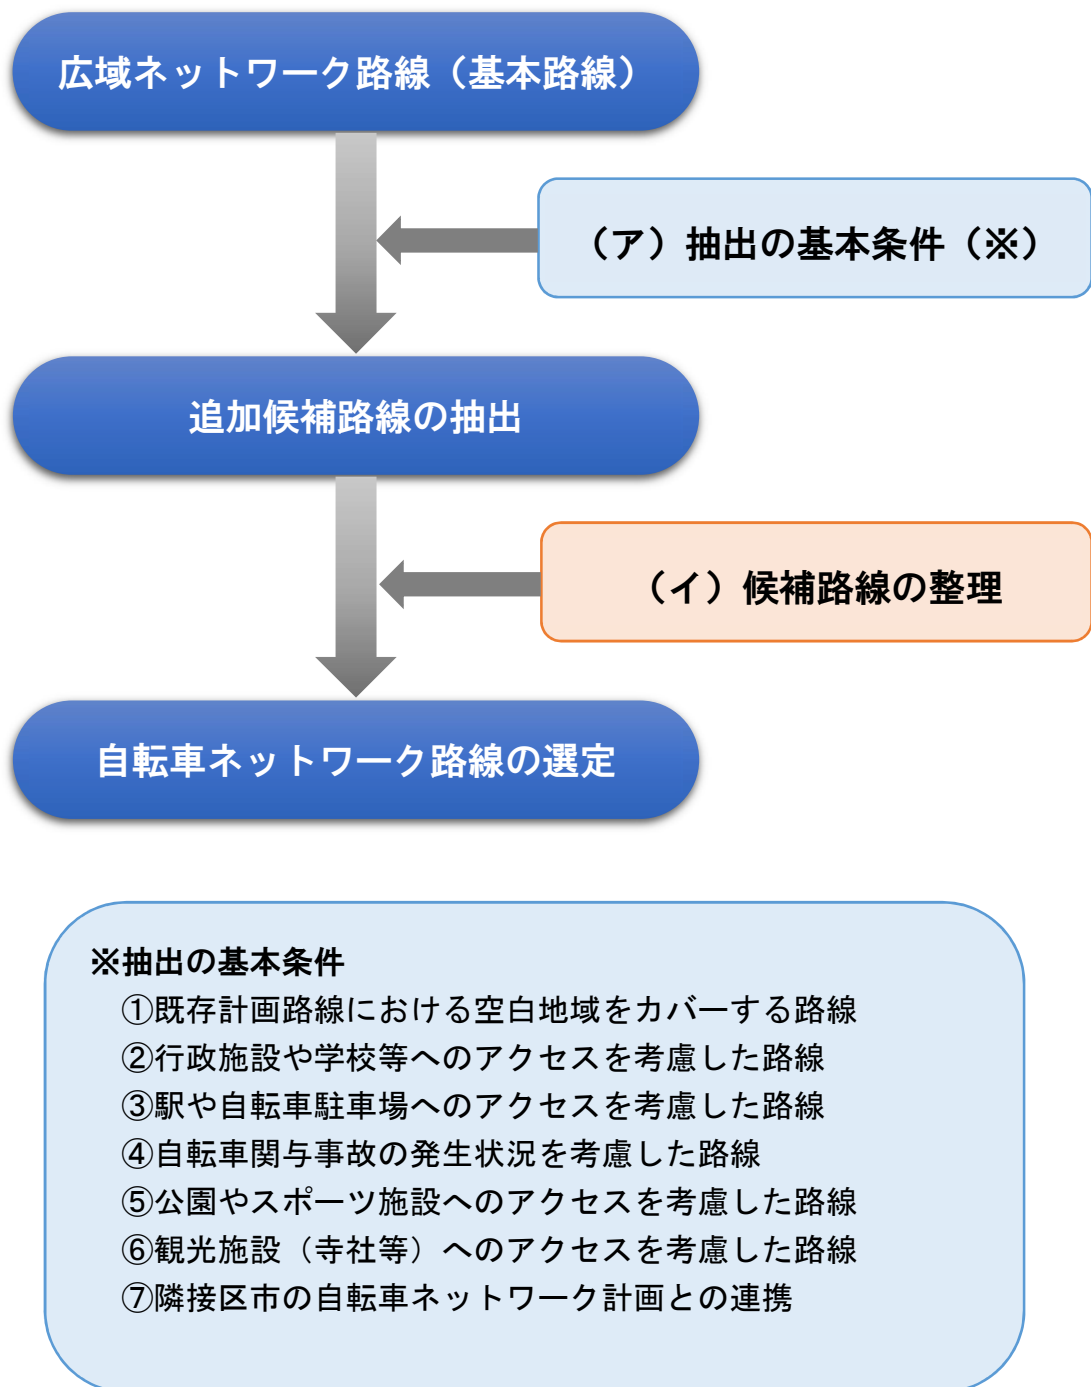 広域ネットワーク路線（基本路線）
（ア）抽出の基本条件（※）
追加候補路線の抽出
（イ）候補路線の整理
自転車ネットワーク路線の選定
※抽出の基本条件
①既存計画路線における空白地域をカバーする路線
②行政施設や学校等へのアクセスを考慮した路線
③駅や自転車駐車場へのアクセスを考慮した路線
④自転車関与事故の発生状況を考慮した路線
⑤公園やスポーツ施設へのアクセスを考慮した路線
⑥観光施設（寺社等）へのアクセスを考慮した路線
⑦隣接区市の自転車ネットワーク計画との連携